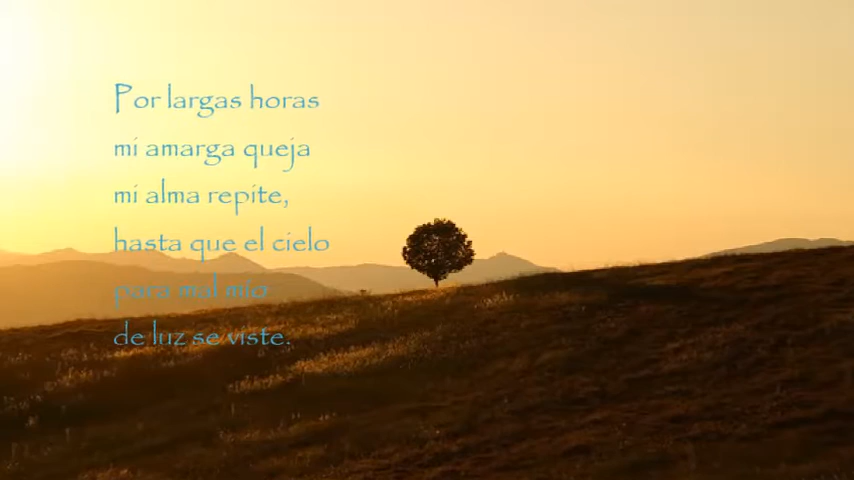 Por largas horas
mi amarga queja
mi alma repite,
hasta que el cielo
para mal mío
de luz se viste.